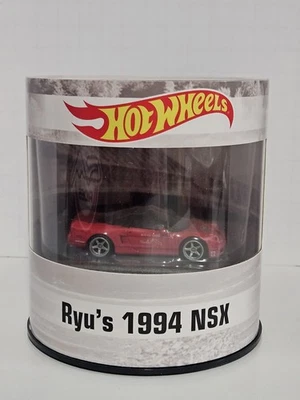 HOT WHEELS
Ryu's 1994 NSX